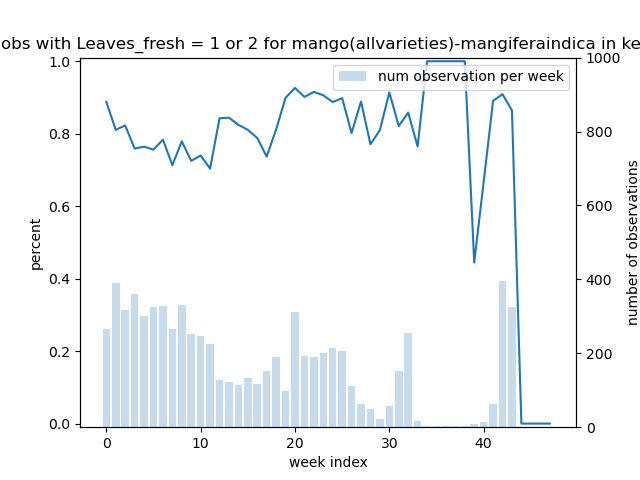 obs with Leaves_fresh = 1 or 2 for mango(allvarieties)-mangiferaindica in ke
num observation per week
1.0
0.8
0.6
0.4
0.2
0.0
percent
1000
800
600
400
200
0
number of observations
0 10 20 30 40
week index